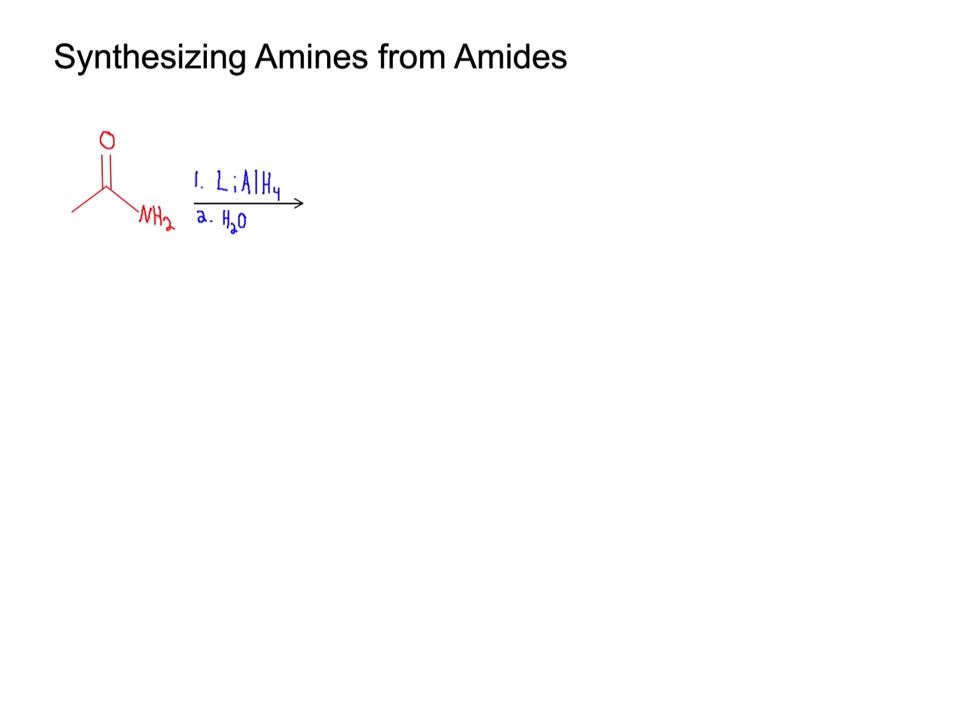 Synthesizing Amines from Amides
O
NH₂
1. LiAlH₄
2. H₂O